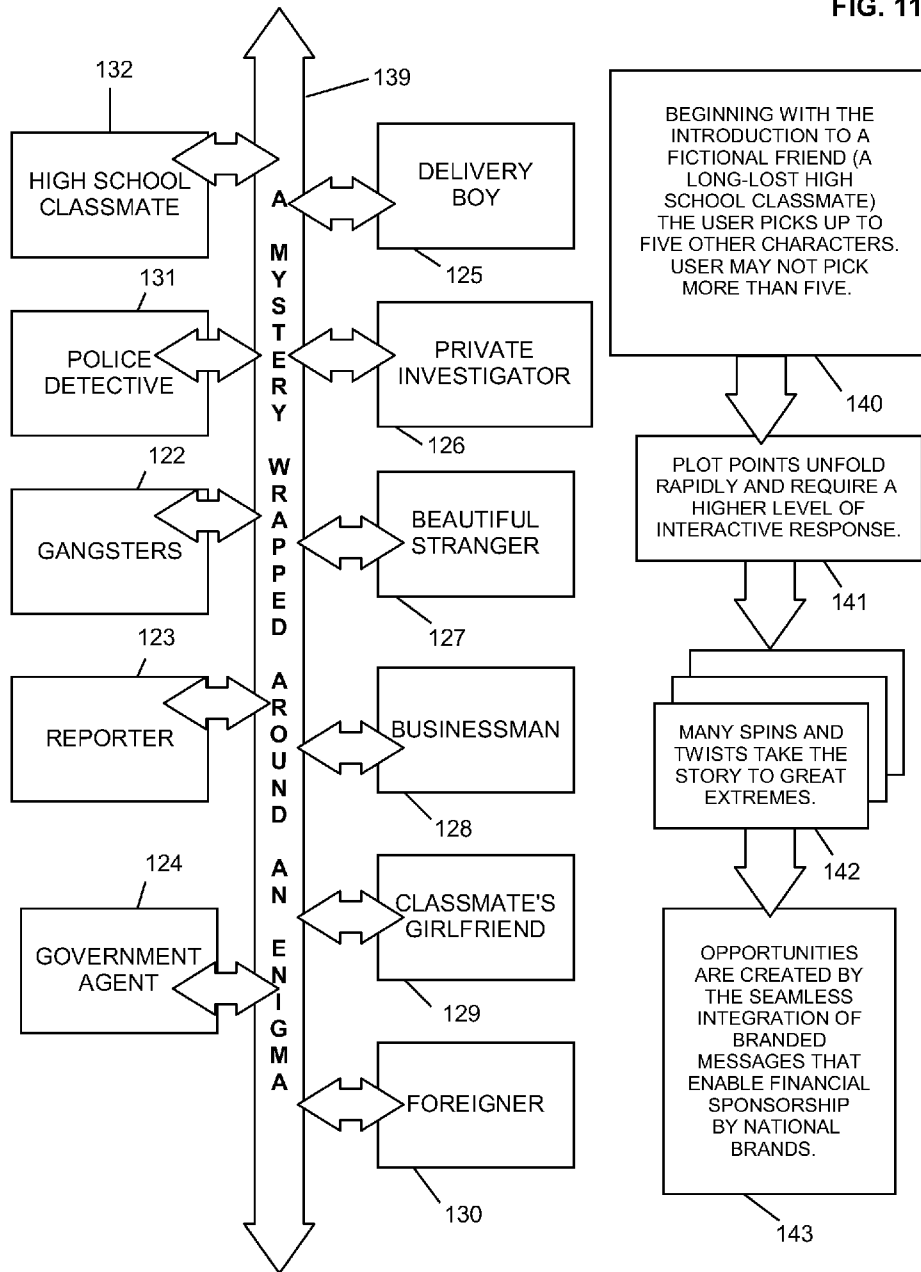 FIG. 11
132
HIGH SCHOOL
CLASSMATE
131
POLICE
DETECTIVE
122
GANGSTERS
123
REPORTER
124
GOVERNMENT
AGENT
139
A MYSTERY WRAPPED AROUND AN ENIGMA
DELIVERY
BOY
125
PRIVATE
INVESTIGATOR
126
BEAUTIFUL
STRANGER
127
BUSINESSMAN
128
CLASSMATE'S
GIRLFRIEND
129
FOREIGNER
130
BEGINNING WITH THE
INTRODUCTION TO A
FICTIONAL FRIEND (A
LONG-LOST HIGH
SCHOOL CLASSMATE)
THE USER PICKS UP TO
FIVE OTHER CHARACTERS.
USER MAY NOT PICK
MORE THAN FIVE.
140
PLOT POINTS UNFOLD
RAPIDLY AND REQUIRE A
HIGHER LEVEL OF
INTERACTIVE RESPONSE.
141
MANY SPINS AND
TWISTS TAKE THE
STORY TO GREAT
EXTREMES.
142
OPPORTUNITIES
ARE CREATED BY
THE SEAMLESS
INTEGRATION OF
BRANDED
MESSAGES THAT
ENABLE FINANCIAL
SPONSORSHIP
BY NATIONAL
BRANDS.
143